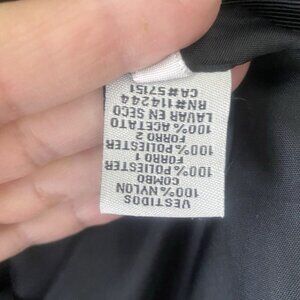 VESTIDOS
100% NYLON
COMBO
100% POLIESTER
FORRO 1
100% POLIESTER
FORRO 2
100% ACETATO
LAVAR EN SECO
RN#114244
CA#57151